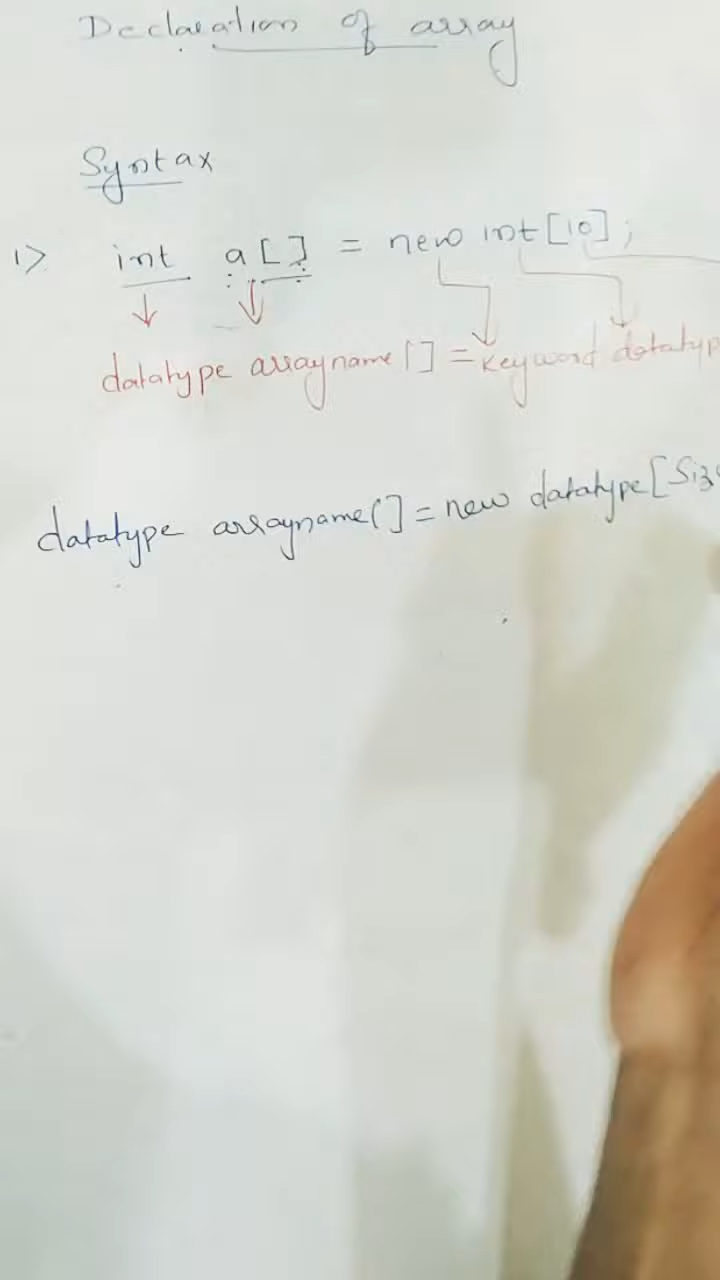 Declaration of array
Syntax
1> int a[] = new int[10];
datatype arrayname[] = keyword datatyp
datatype arrayname[] = new datatype[Siz